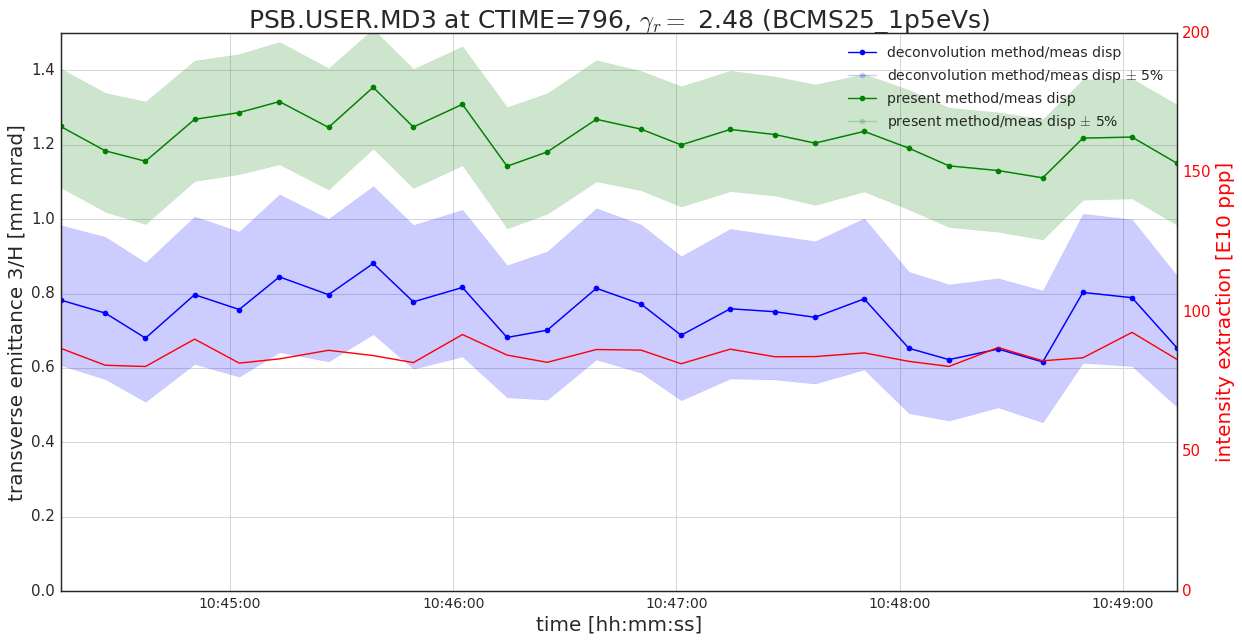 PSB.USER.MD3 at CTIME=796, γr = 2.48 (BCMS25_1p5eVs)
deconvolution method/meas disp
deconvolution method/meas disp ± 5%
present method/meas disp
present method/meas disp ± 5%
transverse emittance 3/H [mm mrad]
1.4
1.2
1.0
0.8
0.6
0.4
0.2
0.0
200
150
100
50
0
intensity extraction [E10 ppp]
10:45:00 10:46:00 10:47:00 10:48:00 10:49:00
time [hh:mm:ss]